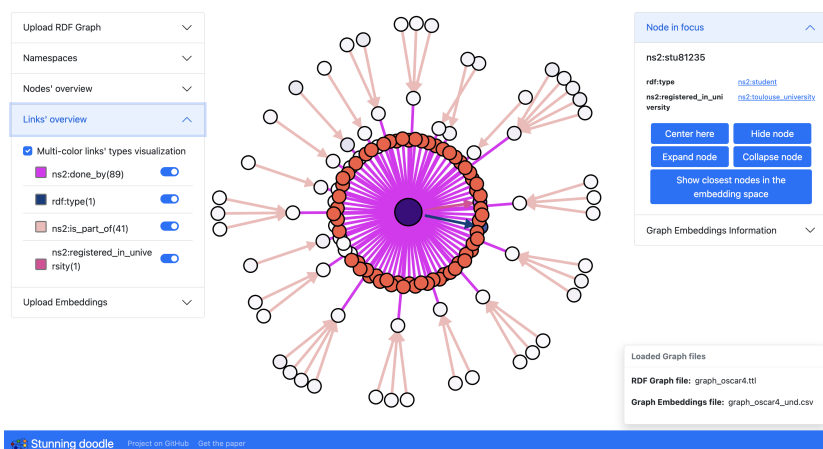 Upload RDF Graph
Namespaces
Nodes' overview
Links' overview
Multi-color links' types visualization
ns2:done_by(89)
rdf:type(1)
ns2:is_part_of(41)
ns2:registered_in_unive
rsity(1)
Upload Embeddings
Node in focus
ns2:stu81235
rdf:type ns2:student
ns2:registered_in_uni ns2:toulouse_university
versity
Center here Hide node
Expand node Collapse node
Show closest nodes in the
embedding space
Graph Embeddings Information
Loaded Graph files
RDF Graph file: graph_oscar4.ttl
Graph Embeddings file: graph_oscar4_und.csv
Stunning doodle Project on GitHub Get the paper